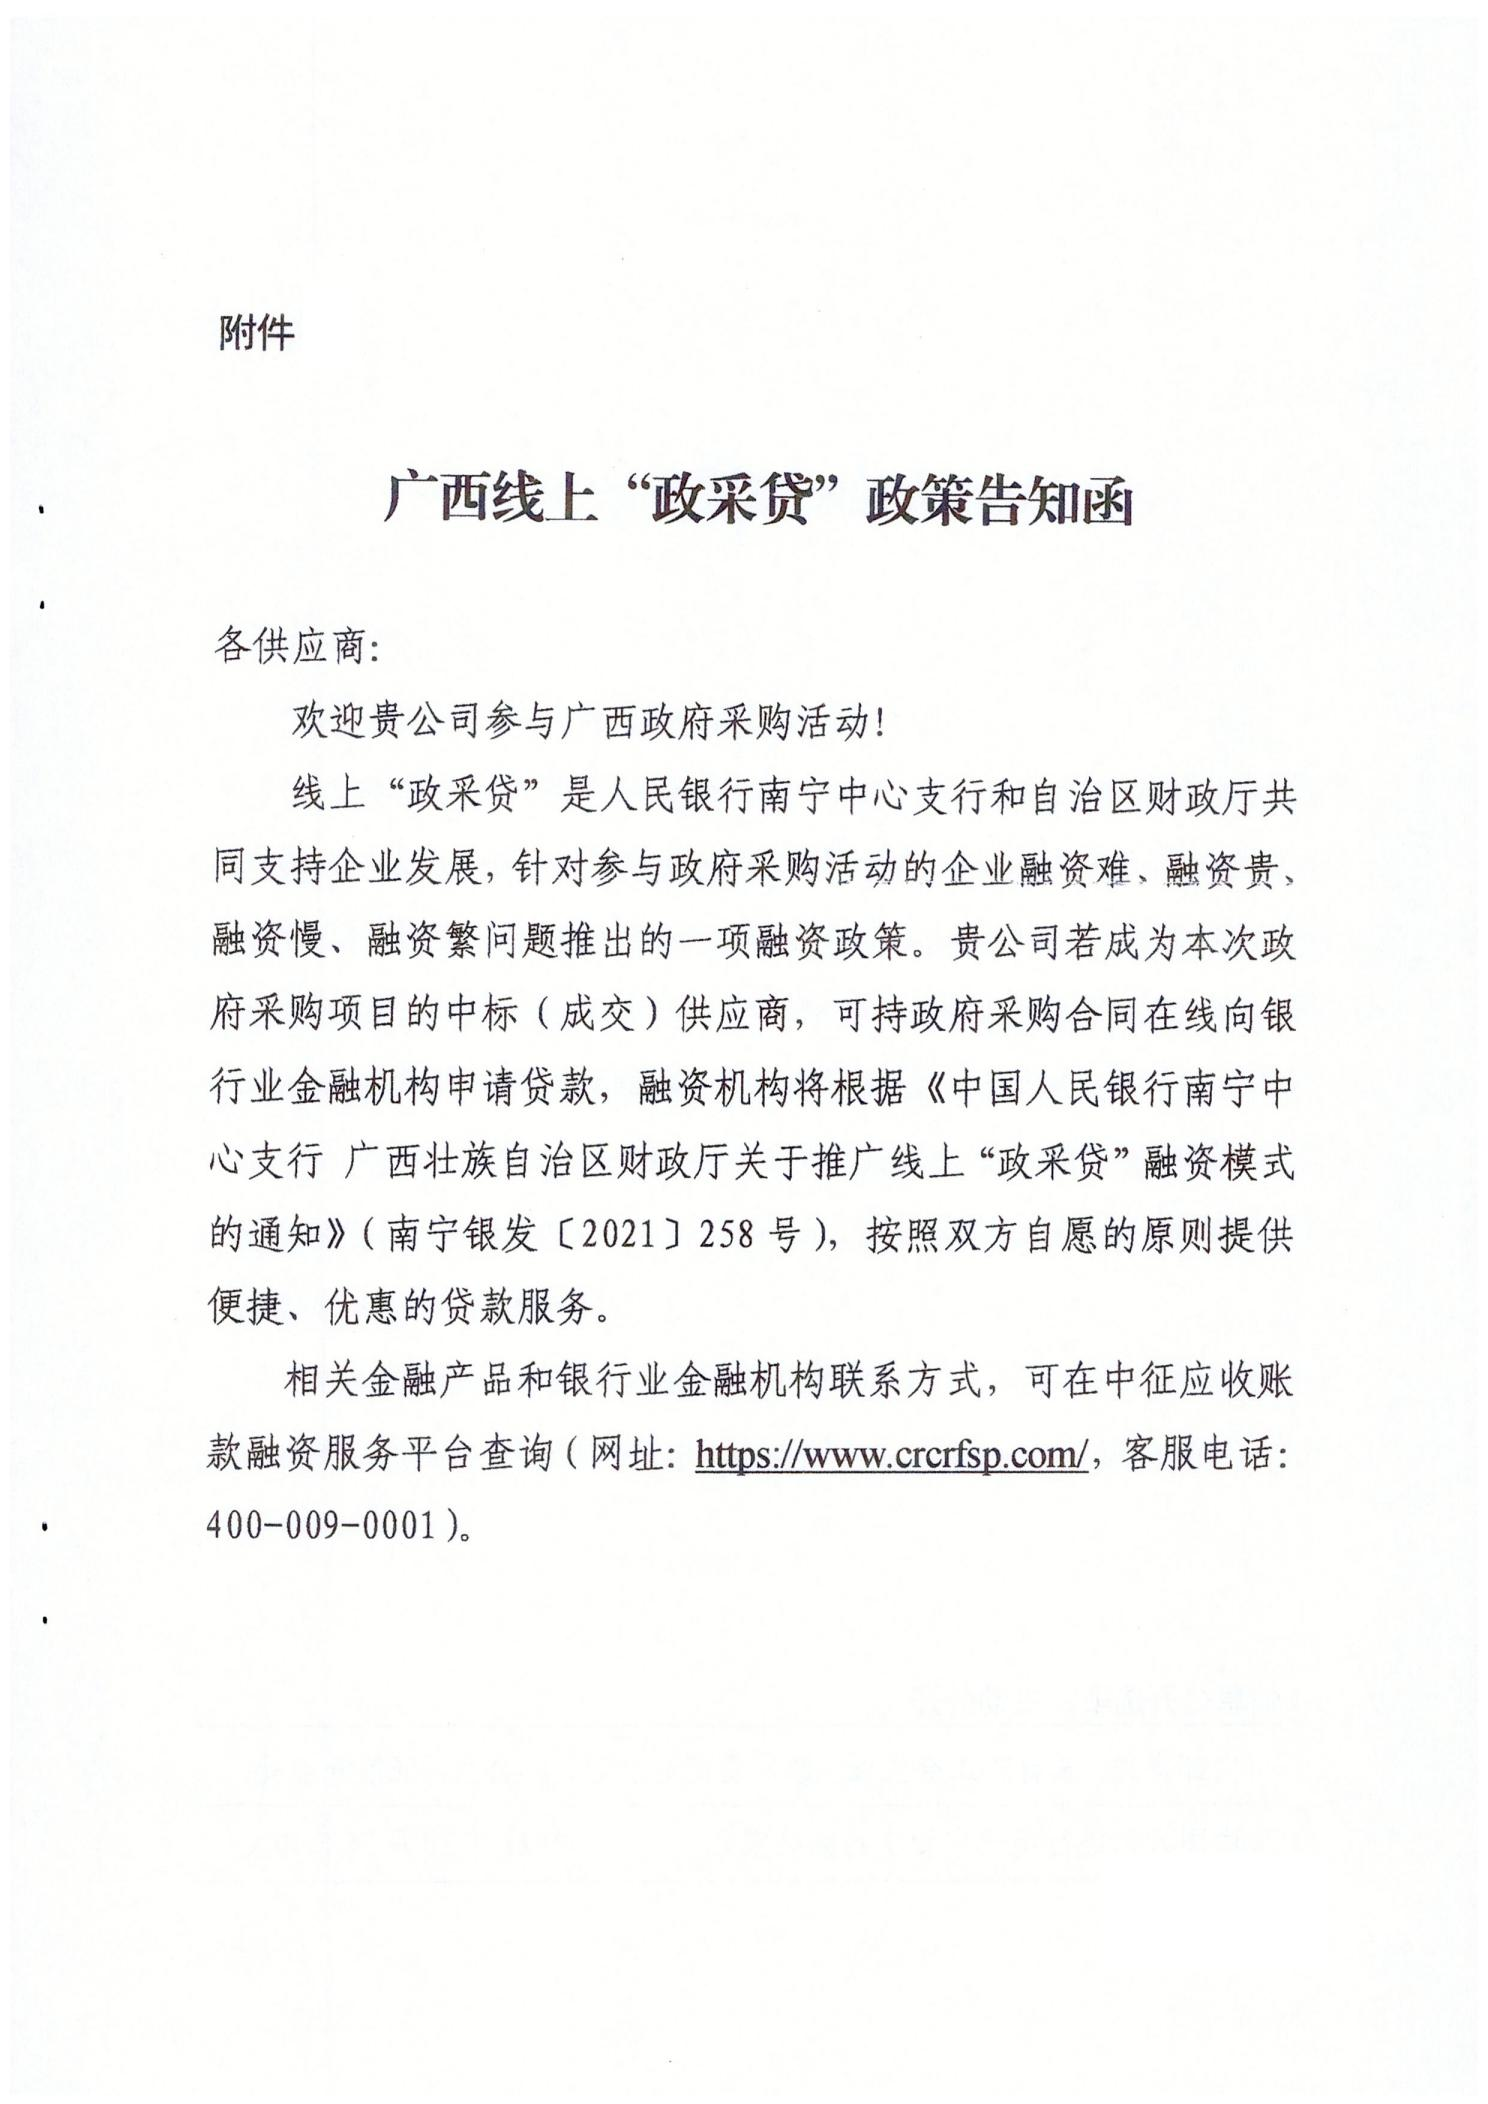 附件
广西线上“政采贷”政策告知函
各供应商：
欢迎贵公司参与广西政府采购活动！
线上“政采贷”是人民银行南宁中心支行和自治区财政厅共
同支持企业发展，针对参与政府采购活动的企业融资难、融资贵、
融资慢、融资繁问题推出的一项融资政策。贵公司若成为本次政
府采购项目的中标（成交）供应商，可持政府采购合同在线向银
行业金融机构申请贷款，融资机构将根据《中国人民银行南宁中
心支行 广西壮族自治区财政厅关于推广线上“政采贷”融资模式
的通知》（南宁银发〔2021〕258 号），按照双方自愿的原则提供
便捷、优惠的贷款服务。
相关金融产品和银行业金融机构联系方式，可在中征应收账
款融资服务平台查询（网址：https://www.crcrfsp.com/，客服电话：
400-009-0001）。